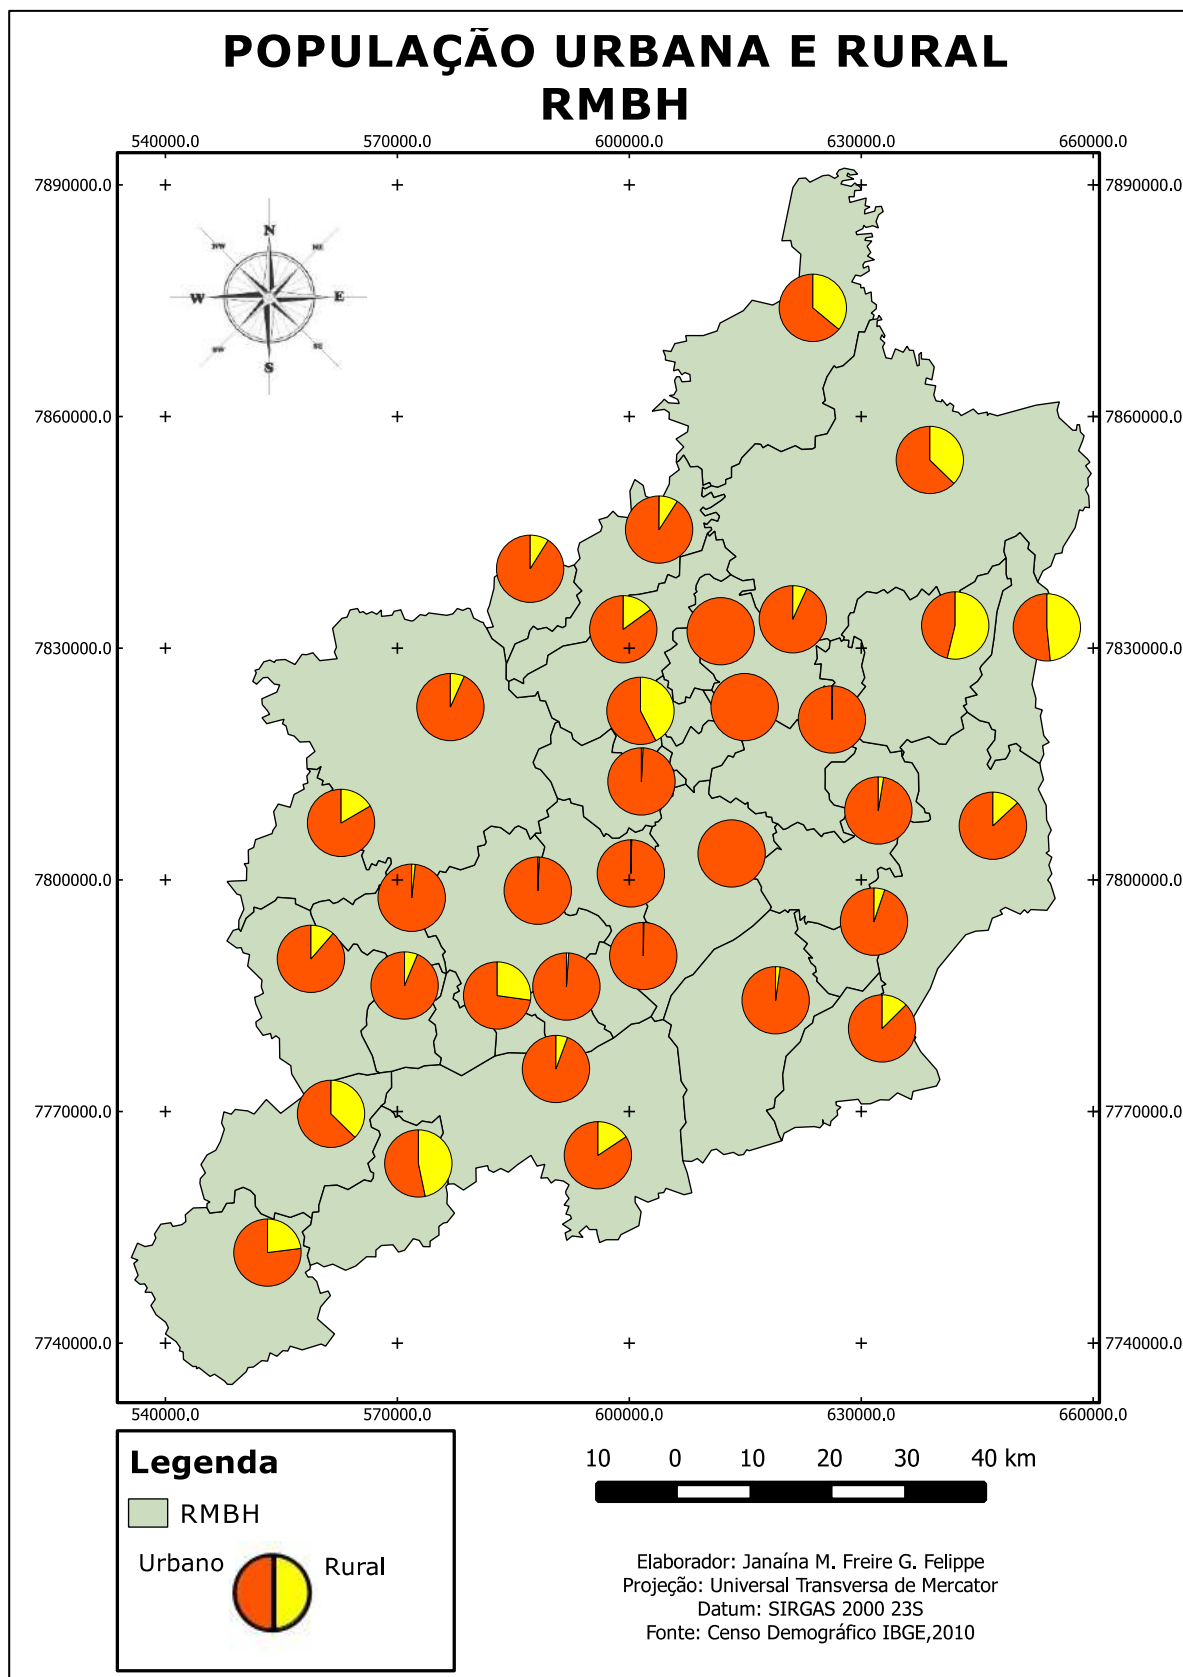 POPULAÇÃO URBANA E RURAL
RMBH
540000.0 570000.0 600000.0 630000.0 660000.0
7890000.0 7890000.0
N
NW NE
W E
SW SE
S
7860000.0 7860000.0
7830000.0 7830000.0
7800000.0 7800000.0
7770000.0 7770000.0
7740000.0 7740000.0
540000.0 570000.0 600000.0 630000.0 660000.0
Legenda
RMBH
Urbano Rural
10 0 10 20 30 40 km
Elaborador: Janaína M. Freire G. Felippe
Projeção: Universal Transversa de Mercator
Datum: SIRGAS 2000 23S
Fonte: Censo Demográfico IBGE,2010